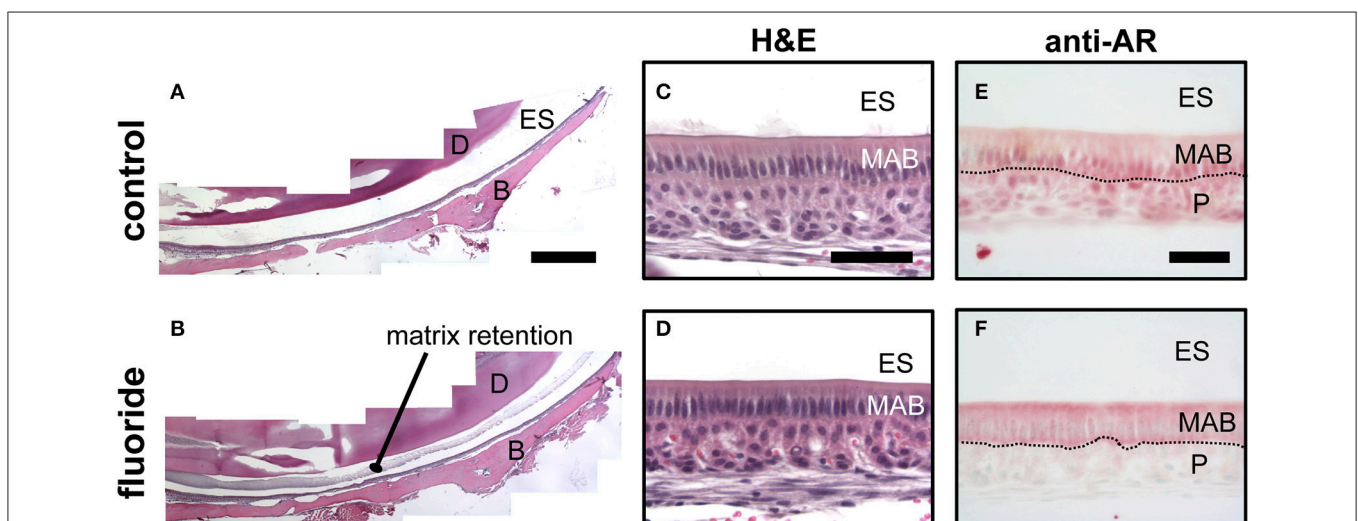 H&E
anti-AR
control
A
D
ES
B
C
ES
MAB
E
ES
MAB
P
fluoride
B
matrix retention
D
B
D
ES
MAB
F
ES
MAB
P